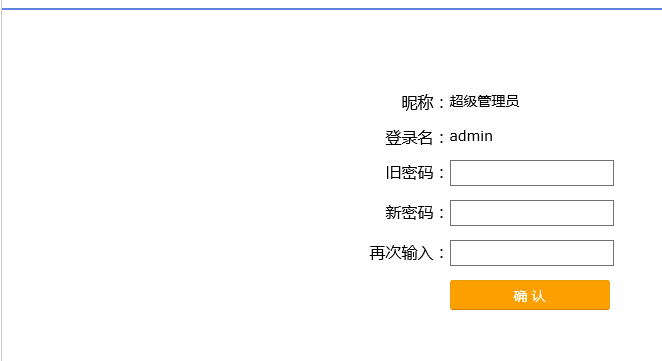 昵称：超级管理员
登录名：admin
旧密码：
新密码：
再次输入：
确 认